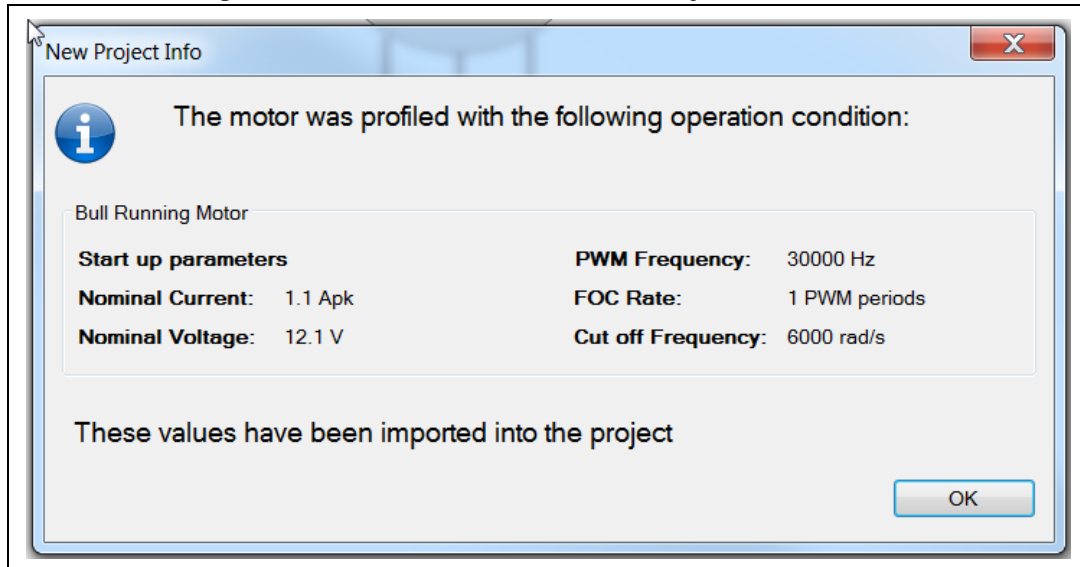 New Project Info
X
i
The motor was profiled with the following operation condition:
Bull Running Motor
Start up parameters
PWM Frequency: 30000 Hz
Nominal Current: 1.1 Apk
FOC Rate: 1 PWM periods
Nominal Voltage: 12.1 V
Cut off Frequency: 6000 rad/s
These values have been imported into the project
OK